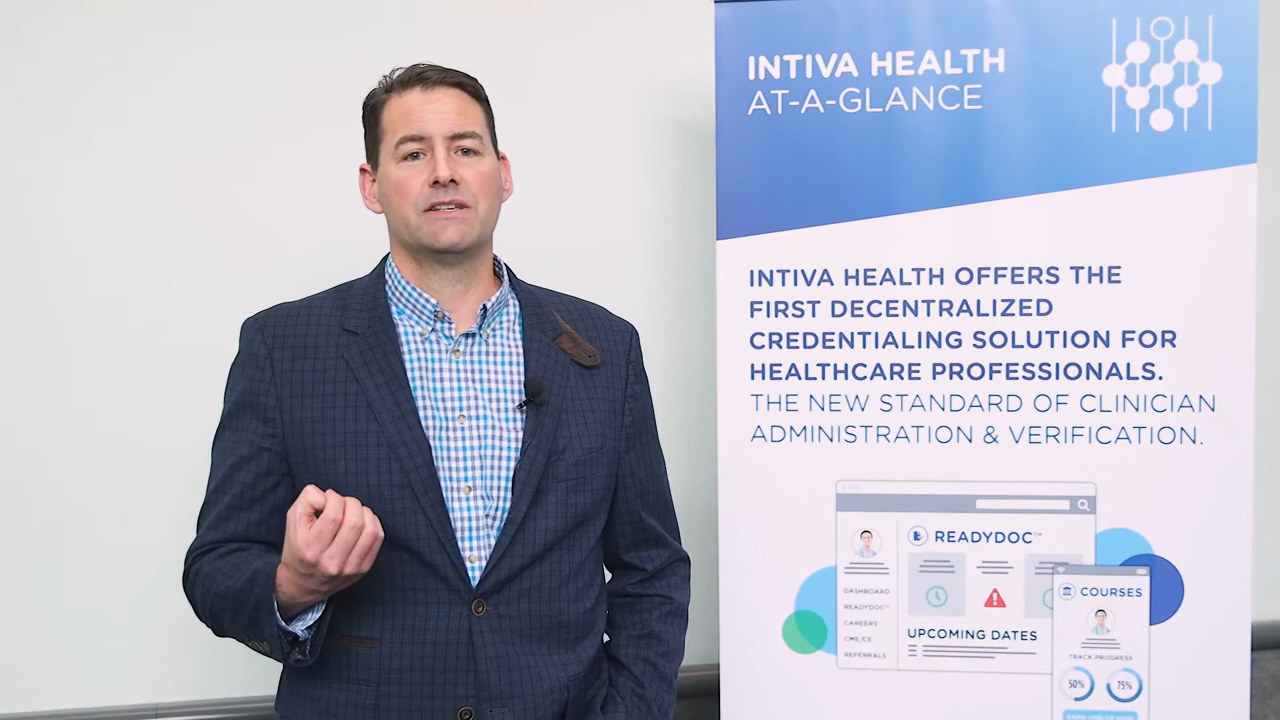 INTIVA HEALTH
AT-A-GLANCE
INTIVA HEALTH OFFERS THE
FIRST DECENTRALIZED
CREDENTIALING SOLUTION FOR
HEALTHCARE PROFESSIONALS.
THE NEW STANDARD OF CLINICIAN
ADMINISTRATION & VERIFICATION.
READYDOC™
DASHBOARD
READYDOC™
CAREERS
CME/CE
REFERRALS
UPCOMING DATES
COURSES
TRACK PROGRESS
50%
75%